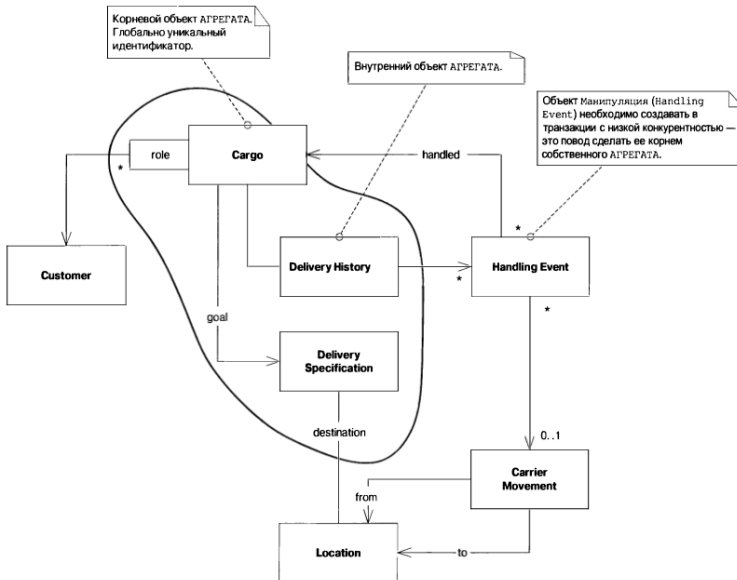 Корневой объект АГРЕГАТА.
Глобально уникальный
идентификатор.
Внутренний объект АГРЕГАТА.
Объект Манипуляция (Handling
Event) необходимо создавать в
транзакции с низкой конкурентностью —
это повод сделать ее корнем
собственного АГРЕГАТА.
role
*
Cargo
handled
Customer
Delivery History
*
*
Handling Event
*
goal
Delivery
Specification
destination
0..1
Carrier
Movement
from
Location
to